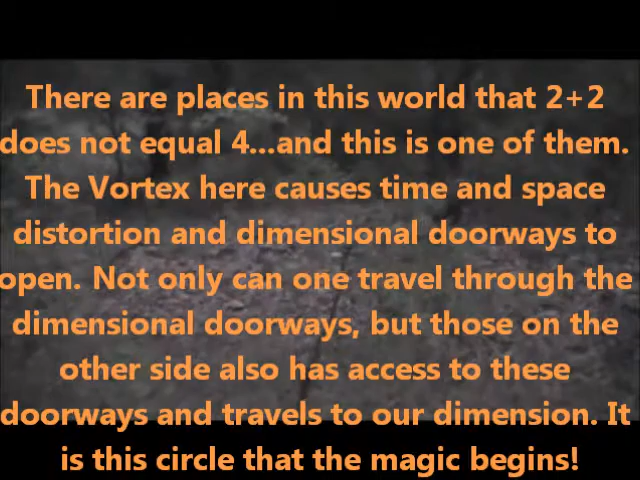 There are places in this world that 2+2
does not equal 4...and this is one of them.
The Vortex here causes time and space
distortion and dimensional doorways to
open. Not only can one travel through the
dimensional doorways, but those on the
other side also has access to these
doorways and travels to our dimension. It
is this circle that the magic begins!